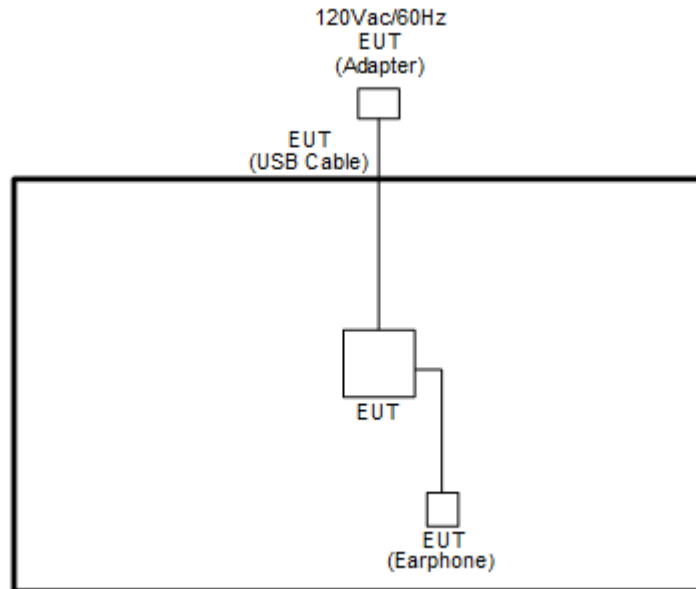 120Vac/60Hz
EUT
(Adapter)
EUT
(USB Cable)
EUT
EUT
(Earphone)